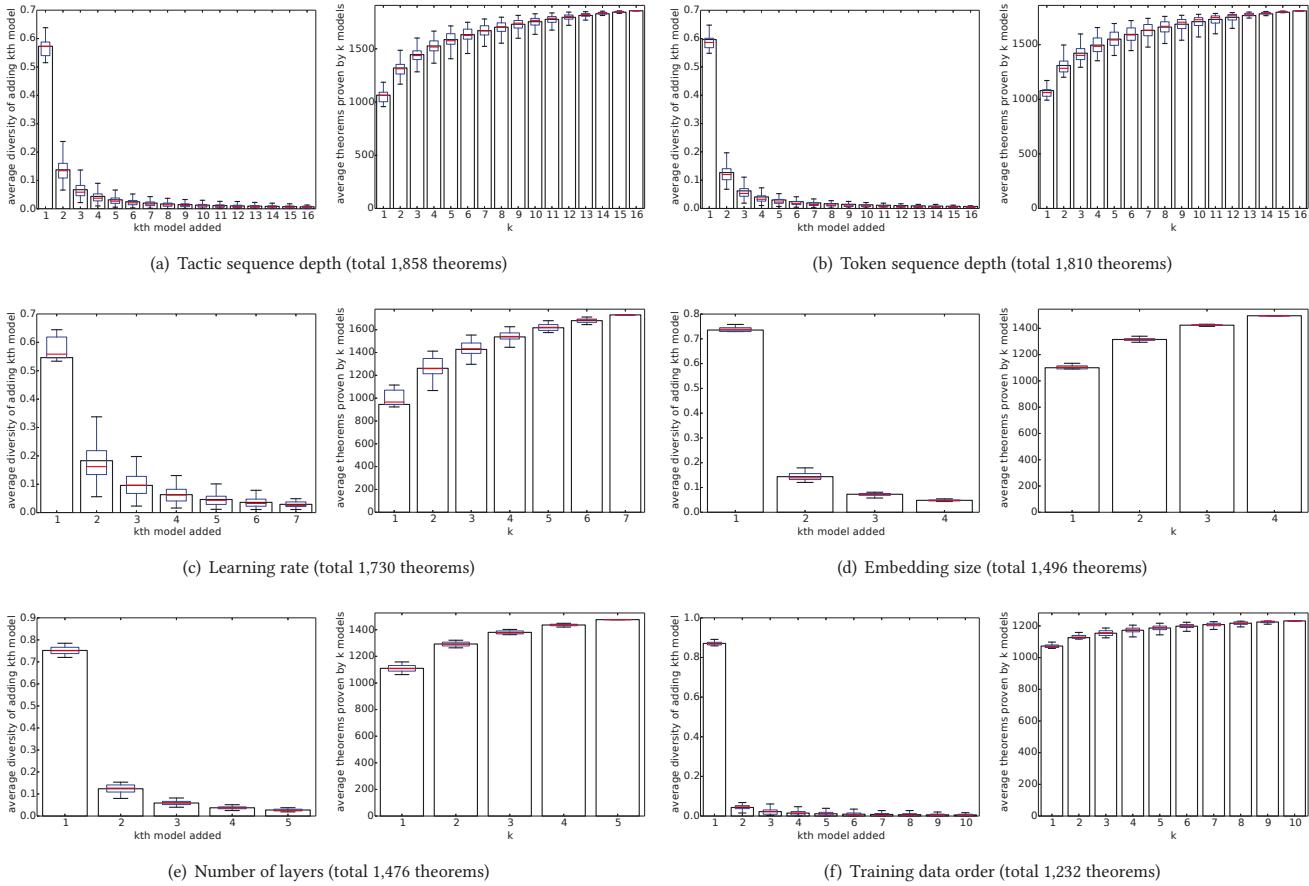 average diversity of adding kth model
0.7
0.6
0.5
0.4
0.3
0.2
0.1
0.0
1 2 3 4 5 6 7 8 9 10 11 12 13 14 15 16
kth model added
average theorems proven by k models
1500
1000
500
0
1 2 3 4 5 6 7 8 9 10 11 12 13 14 15 16
k
(a) Tactic sequence depth (total 1,858 theorems)
average diversity of adding kth model
0.7
0.6
0.5
0.4
0.3
0.2
0.1
0.0
1 2 3 4 5 6 7 8 9 10 11 12 13 14 15 16
kth model added
average theorems proven by k models
1500
1000
500
0
1 2 3 4 5 6 7 8 9 10 11 12 13 14 15 16
k
(b) Token sequence depth (total 1,810 theorems)
average diversity of adding kth model
0.7
0.6
0.5
0.4
0.3
0.2
0.1
0.0
1 2 3 4 5 6 7
kth model added
average theorems proven by k models
1600
1400
1200
1000
800
600
400
200
0
1 2 3 4 5 6 7
k
(c) Learning rate (total 1,730 theorems)
average diversity of adding kth model
0.8
0.7
0.6
0.5
0.4
0.3
0.2
0.1
0.0
1 2 3 4
kth model added
average theorems proven by k models
1400
1200
1000
800
600
400
200
0
1 2 3 4
k
(d) Embedding size (total 1,496 theorems)
average diversity of adding kth model
0.9
0.8
0.7
0.6
0.5
0.4
0.3
0.2
0.1
0.0
1 2 3 4 5
kth model added
average theorems proven by k models
1400
1200
1000
800
600
400
200
0
1 2 3 4 5
k
(e) Number of layers (total 1,476 theorems)
average diversity of adding kth model
1.0
0.8
0.6
0.4
0.2
0.0
1 2 3 4 5 6 7 8 9 10
kth model added
average theorems proven by k models
1200
1000
800
600
400
200
0
1 2 3 4 5 6 7 8 9 10
k
(f) Training data order (total 1,232 theorems)